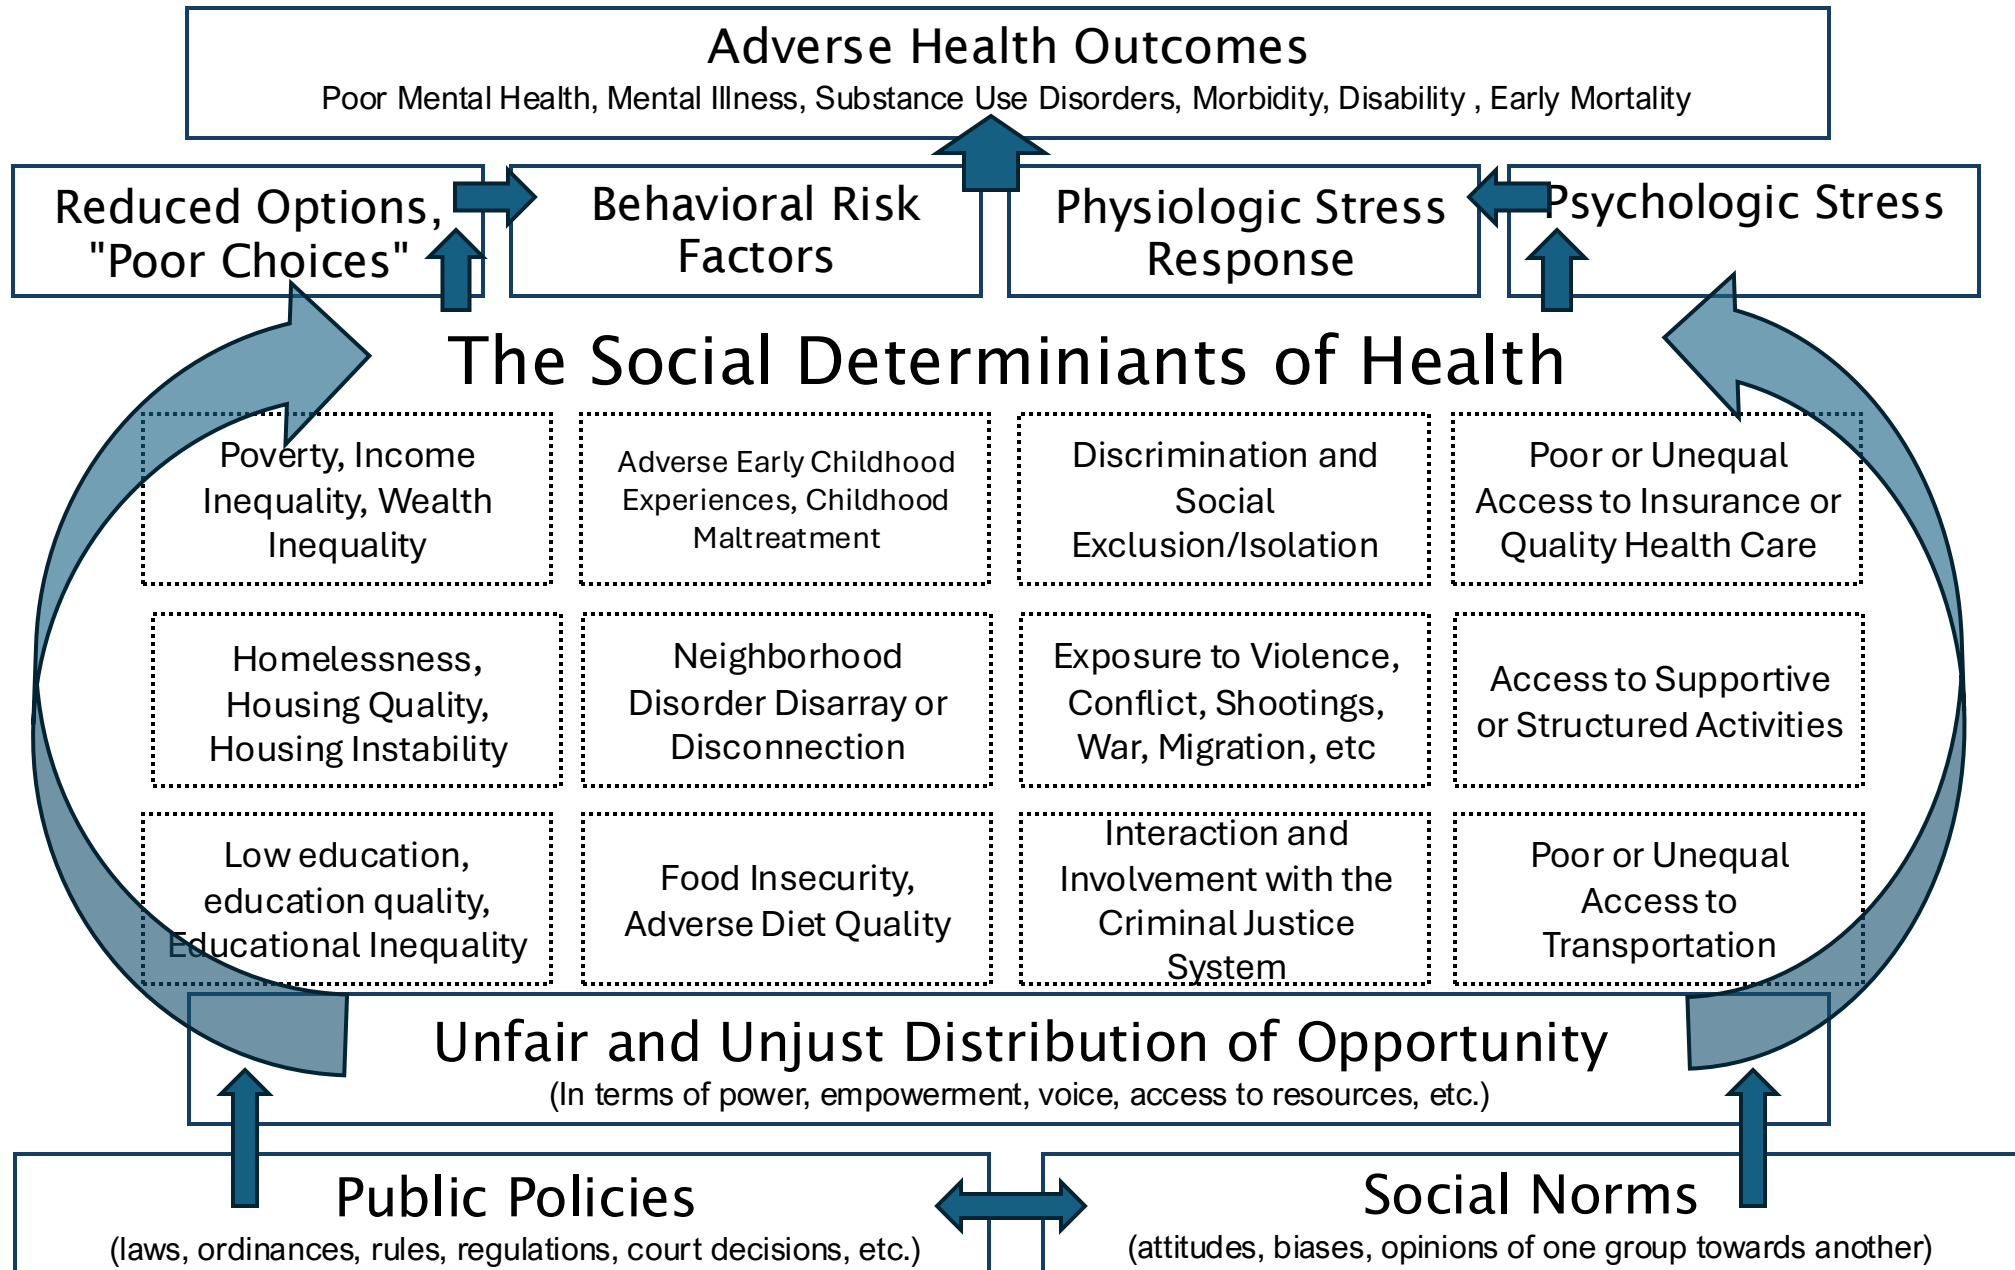 Adverse Health Outcomes
Poor Mental Health, Mental Illness, Substance Use Disorders, Morbidity, Disability , Early Mortality
Reduced Options,
"Poor Choices"
Behavioral Risk
Factors
Physiologic Stress
Response
Psychologic Stress
The Social Determiniants of Health
Poverty, Income
Inequality, Wealth
Inequality
Adverse Early Childhood
Experiences, Childhood
Maltreatment
Discrimination and
Social
Exclusion/Isolation
Poor or Unequal
Access to Insurance or
Quality Health Care
Homelessness,
Housing Quality,
Housing Instability
Neighborhood
Disorder Disarray or
Disconnection
Exposure to Violence,
Conflict, Shootings,
War, Migration, etc
Access to Supportive
or Structured Activities
Low education,
education quality,
Educational Inequality
Food Insecurity,
Adverse Diet Quality
Interaction and
Involvement with the
Criminal Justice
System
Poor or Unequal
Access to
Transportation
Unfair and Unjust Distribution of Opportunity
(In terms of power, empowerment, voice, access to resources, etc.)
Public Policies
(laws, ordinances, rules, regulations, court decisions, etc.)
Social Norms
(attitudes, biases, opinions of one group towards another)